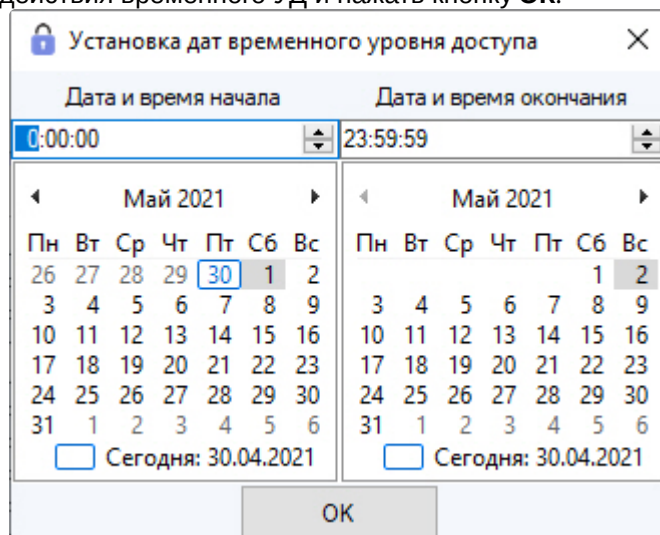 действия временного УД и нажать кнопку ОК.
Установка дат временного уровня доступа
Дата и время начала Дата и время окончания
0:00:00 23:59:59
Май 2021 Май 2021
Пн Вт Ср Чт Пт Сб Вс Пн Вт Ср Чт Пт Сб Вс
26 27 28 29 30 1 2 1 2
3 4 5 6 7 8 9 3 4 5 6 7 8 9
10 11 12 13 14 15 16 10 11 12 13 14 15 16
17 18 19 20 21 22 23 17 18 19 20 21 22 23
24 25 26 27 28 29 30 24 25 26 27 28 29 30
31 1 2 3 4 5 6 31 1 2 3 4 5 6
Сегодня: 30.04.2021 Сегодня: 30.04.2021
OK